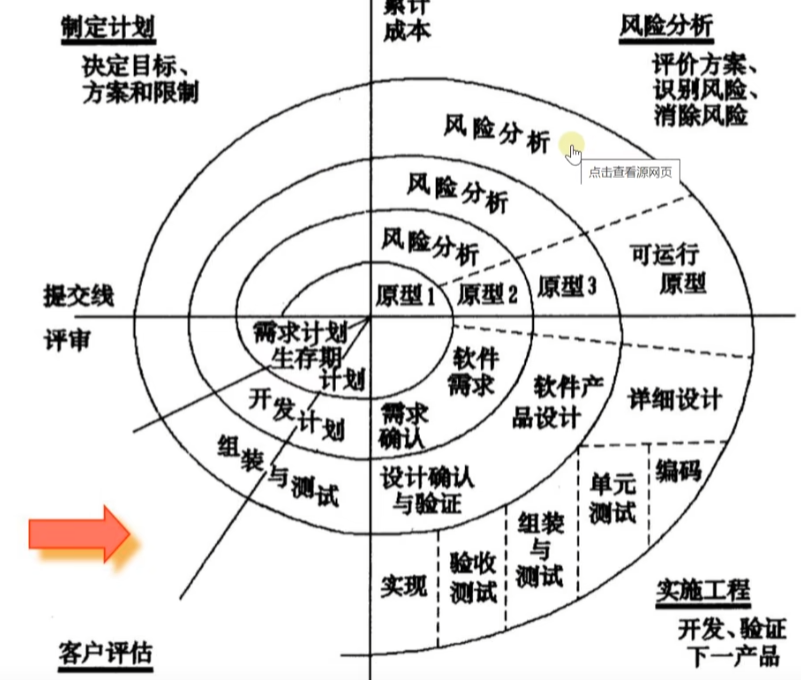 累计
成本
制定计划
决定目标、
方案和限制
风险分析
评价方案、
识别风险、
消除风险
风险分析
点击查看源网页
风险分析
风险分析
可运行
原型
提交线
原型1
原型2
原型3
评审
需求计划
生存期
计划
软件
需求
软件产
品设计
详细设计
开发计划
需求
确认
组装与测试
设计确认
与验证
单元
测试
编码
组装
与
测试
实现
验收
测试
实施工程
开发、验证
下一产品
客户评估